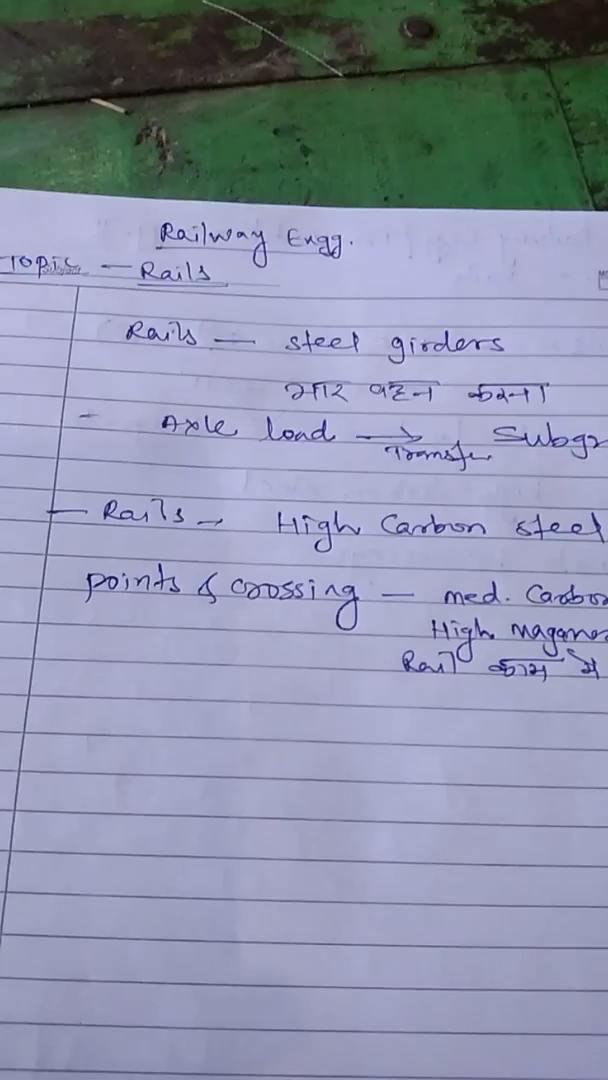 Railway Engg.
Topic - Rails
Rails - steel girders
भार वहन करना
- Axle load → Subgr
Transfer
- Rails → High Carbon steel
points & crossing - med. Carbon
High magane
Rail काम में